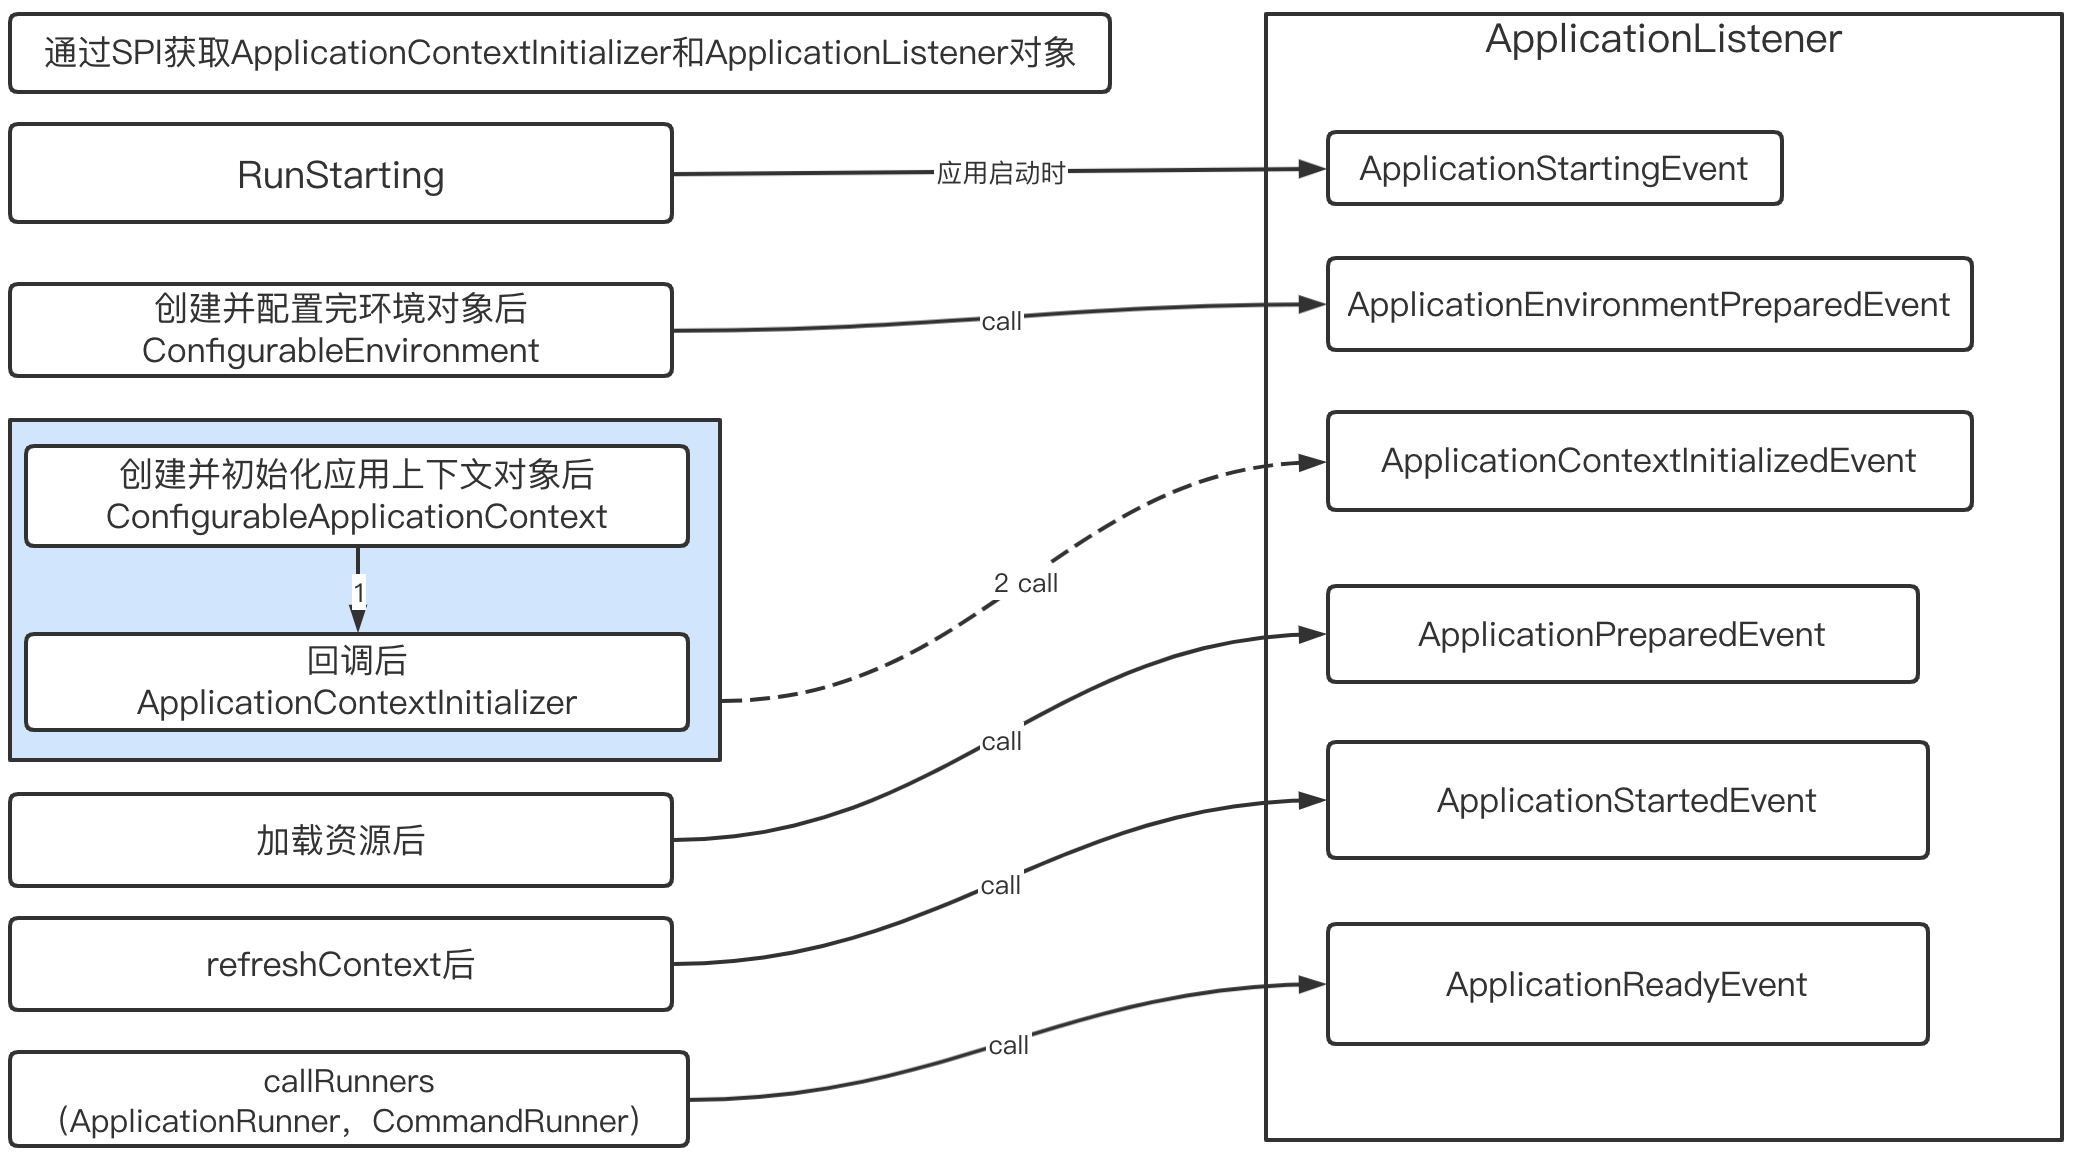 通过SPI获取ApplicationContextInitializer和ApplicationListener对象
ApplicationListener
RunStarting
应用启动时
ApplicationStartingEvent
创建并配置完环境对象后
ConfigurableEnvironment
call
ApplicationEnvironmentPreparedEvent
创建并初始化应用上下文对象后
ConfigurableApplicationContext
1
回调后
ApplicationContextInitializer
2 call
ApplicationContextInitializedEvent
加载资源后
call
ApplicationPreparedEvent
refreshContext后
call
ApplicationStartedEvent
callRunners
（ApplicationRunner，CommandRunner）
call
ApplicationReadyEvent